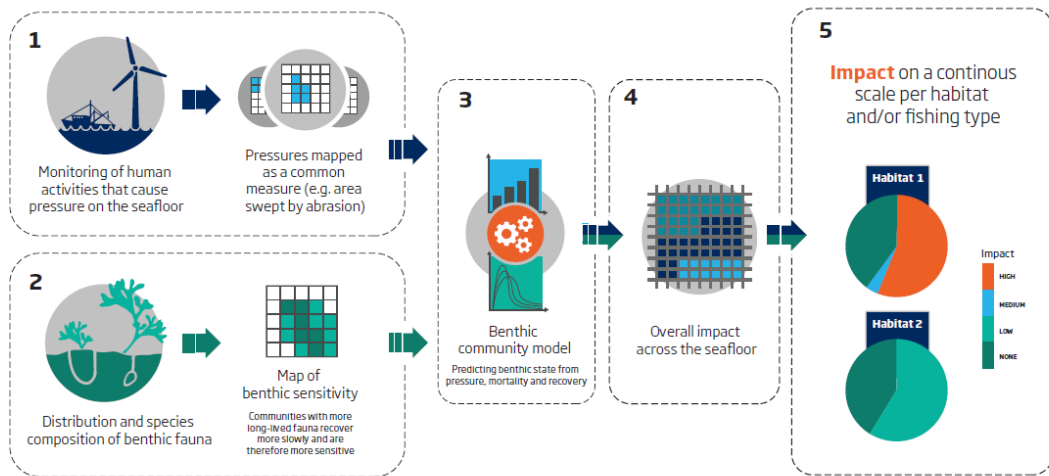 1
Monitoring of human
activities that cause
pressure on the seafloor
Pressures mapped
as a common
measure (e.g. area
swept by abrasion)
2
Distribution and species
composition of benthic fauna
Map of
benthic sensitivity
Communities with more
long-lived fauna recover
more slowly and are
therefore more sensitive
3
Benthic
community model
Predicting benthic state from
pressure, mortality and recovery
4
Overall impact
across the seafloor
5
Impact on a continous
scale per habitat
and/or fishing type
Habitat 1
Impact
HIGH
MEDIUM
LOW
NONE
Habitat 2